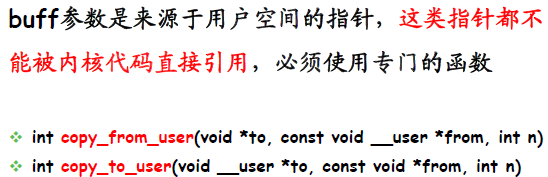 buff参数是来源于用户空间的指针，这类指针都不
能被内核代码直接引用，必须使用专门的函数
❖ int copy_from_user(void *to, const void __user *from, int n)
❖ int copy_to_user(void __user *to, const void *from, int n)